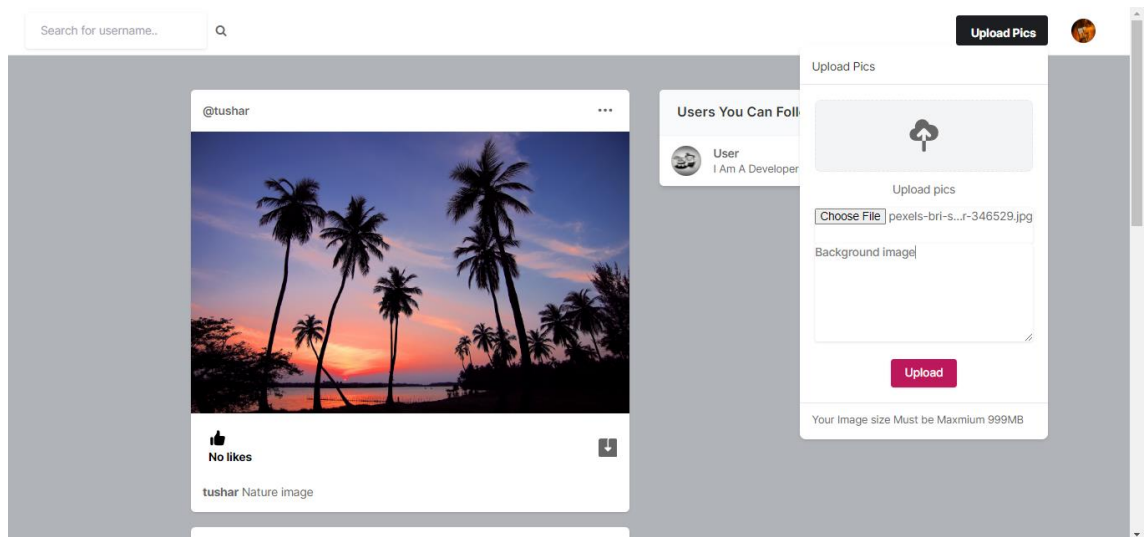 Search for username..
Upload Pics
@tushar
No likes
tushar Nature image
Users You Can Foll
User
I Am A Developer
Upload Pics
Upload pics
Choose File pexels-bri-s...r-346529.jpg
Background image
Upload
Your Image size Must be Maxmium 999MB